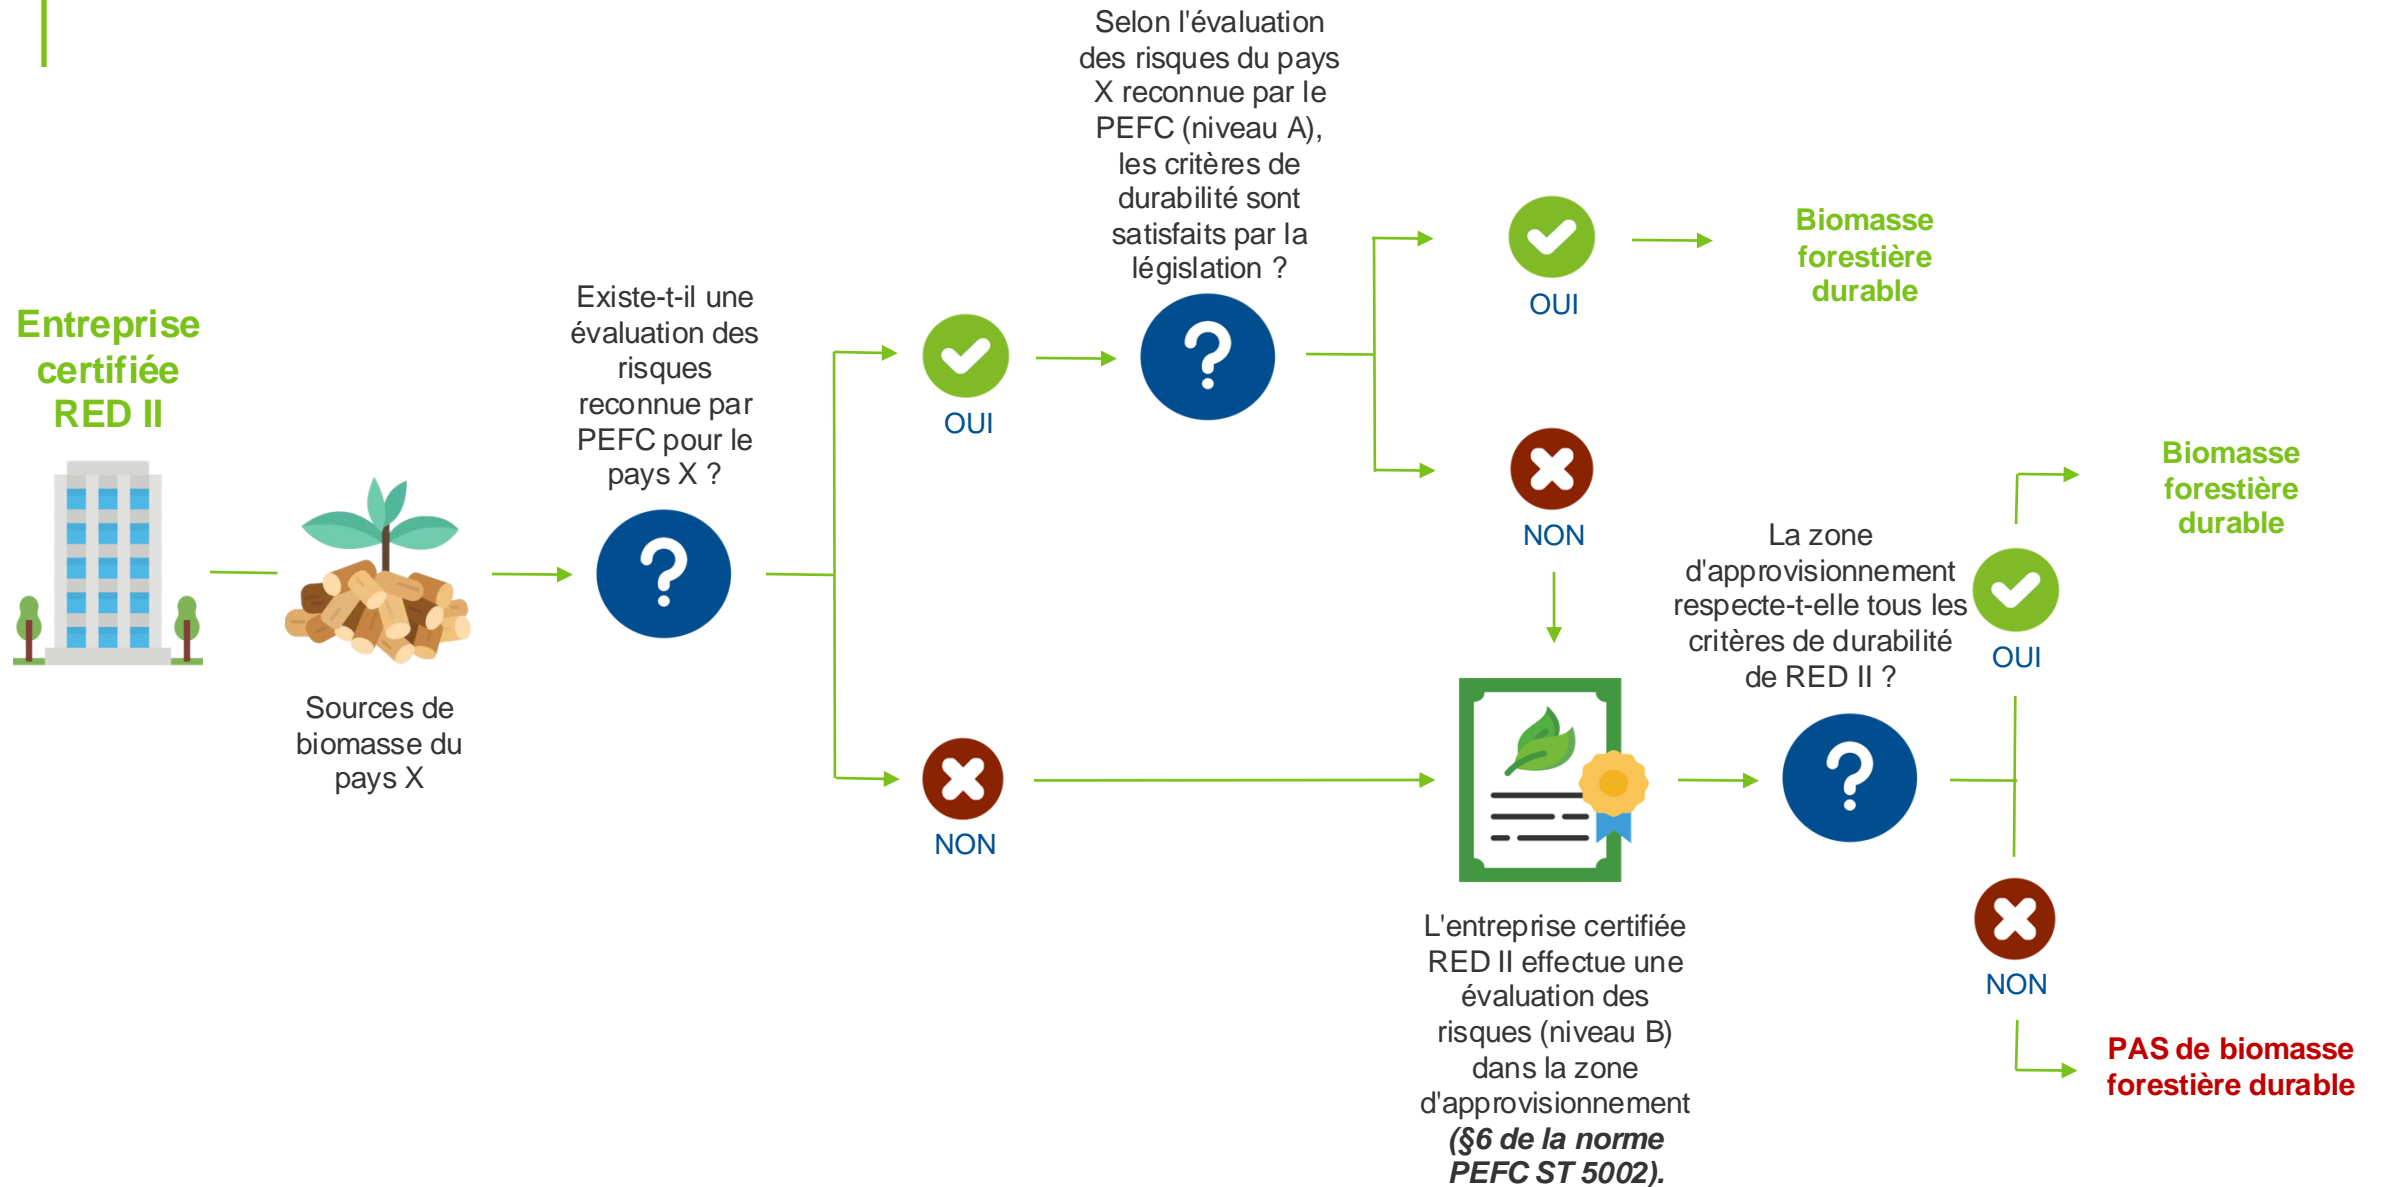 Entreprise
certifiée
RED II
Sources de
biomasse du
pays X
Existe-t-il une
évaluation des
risques
reconnue par
PEFC pour le
pays X ?
OUI
NON
Selon l'évaluation
des risques du pays
X reconnue par le
PEFC (niveau A),
les critères de
durabilité sont
satisfaits par la
législation ?
OUI
Biomasse
forestière
durable
NON
L'entreprise certifiée
RED II effectue une
évaluation des
risques (niveau B)
dans la zone
d'approvisionnement
(§6 de la norme
PEFC ST 5002).
La zone
d'approvisionnement
respecte-t-elle tous les
critères de durabilité
de RED II ?
OUI
Biomasse
forestière
durable
NON
PAS de biomasse
forestière durable